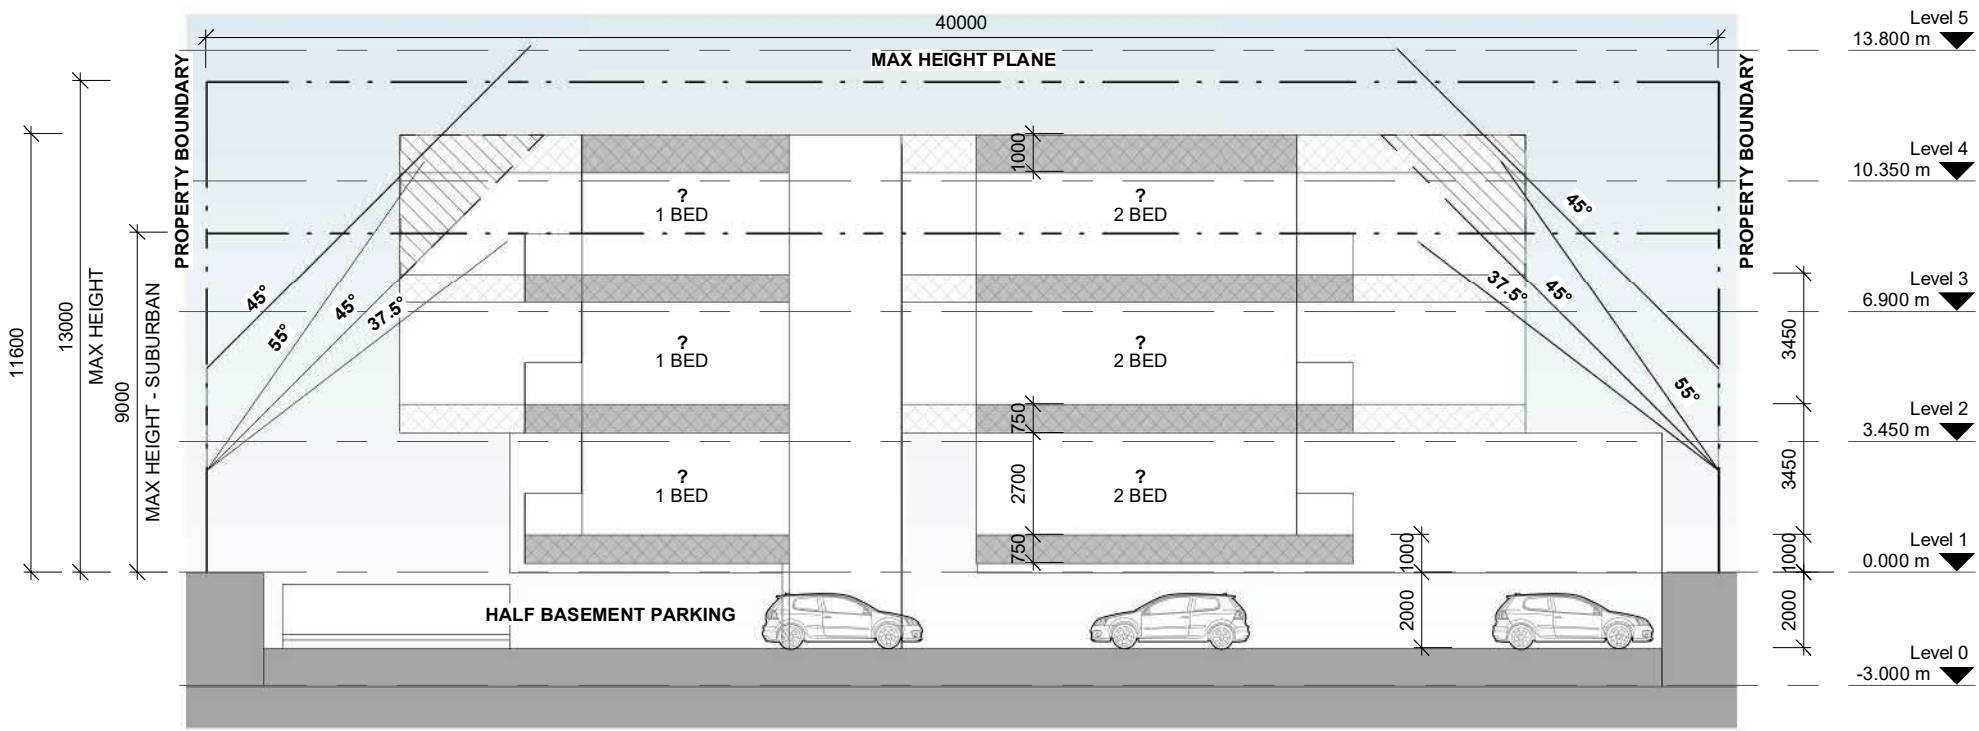 40000
MAX HEIGHT PLANE
PROPERTY BOUNDARY
PROPERTY BOUNDARY
Level 5
13.800 m
Level 4
10.350 m
Level 3
6.900 m
Level 2
3.450 m
Level 1
0.000 m
Level 0
-3.000 m
11600
13000
MAX HEIGHT
9000
MAX HEIGHT - SUBURBAN
45°
55°
45°
37.5°
1000
?
1 BED
?
2 BED
?
1 BED
?
2 BED
?
1 BED
?
2 BED
750
2700
750
45°
37.5°
45°
55°
3450
3450
1000
1000
2000
2000
HALF BASEMENT PARKING